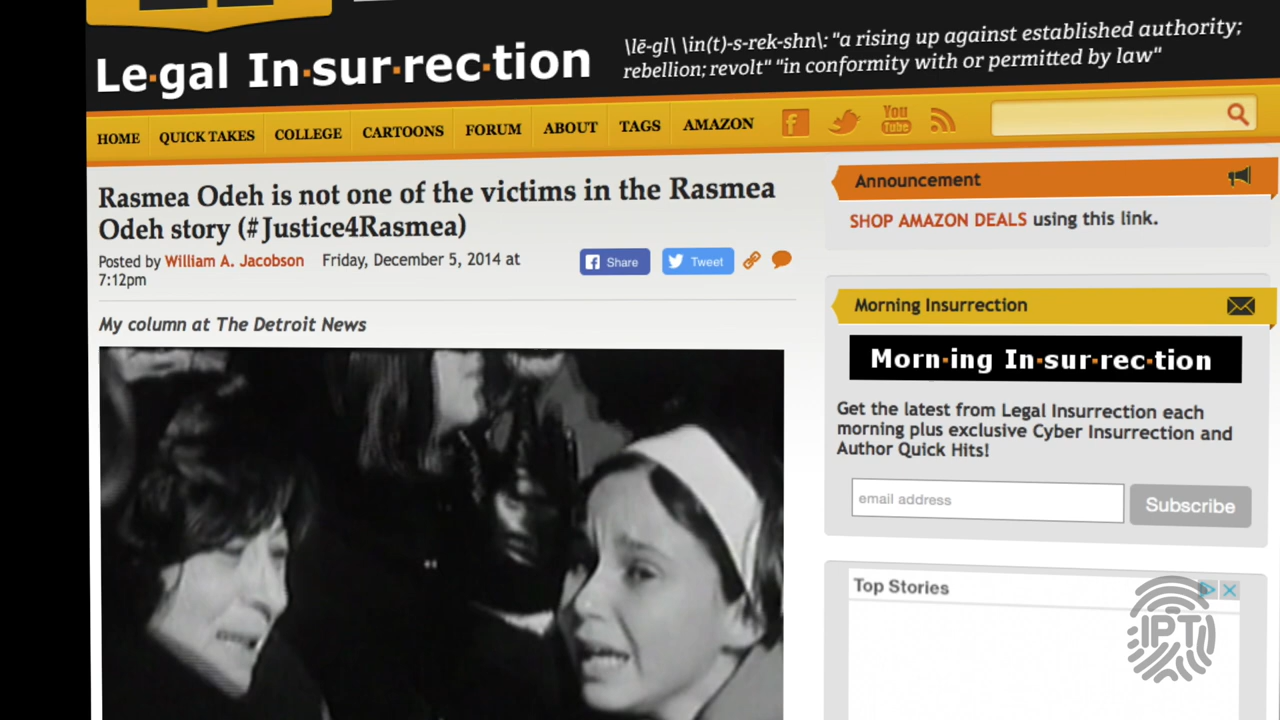 Le·gal In·sur·rec·tion
\lē-gl\ \in(t)-s-rek-shn\: "a rising up against established authority;
rebellion; revolt" "in conformity with or permitted by law"
HOME QUICK TAKES COLLEGE CARTOONS FORUM ABOUT TAGS AMAZON
You
Tube
Rasmea Odeh is not one of the victims in the Rasmea
Odeh story (#Justice4Rasmea)
Posted by William A. Jacobson Friday, December 5, 2014 at
7:12pm
Share Tweet
My column at The Detroit News
Announcement
SHOP AMAZON DEALS using this link.
Morning Insurrection
Morn·ing In·sur·rec·tion
Get the latest from Legal Insurrection each
morning plus exclusive Cyber Insurrection and
Author Quick Hits!
email address
Subscribe
Top Stories
IPT